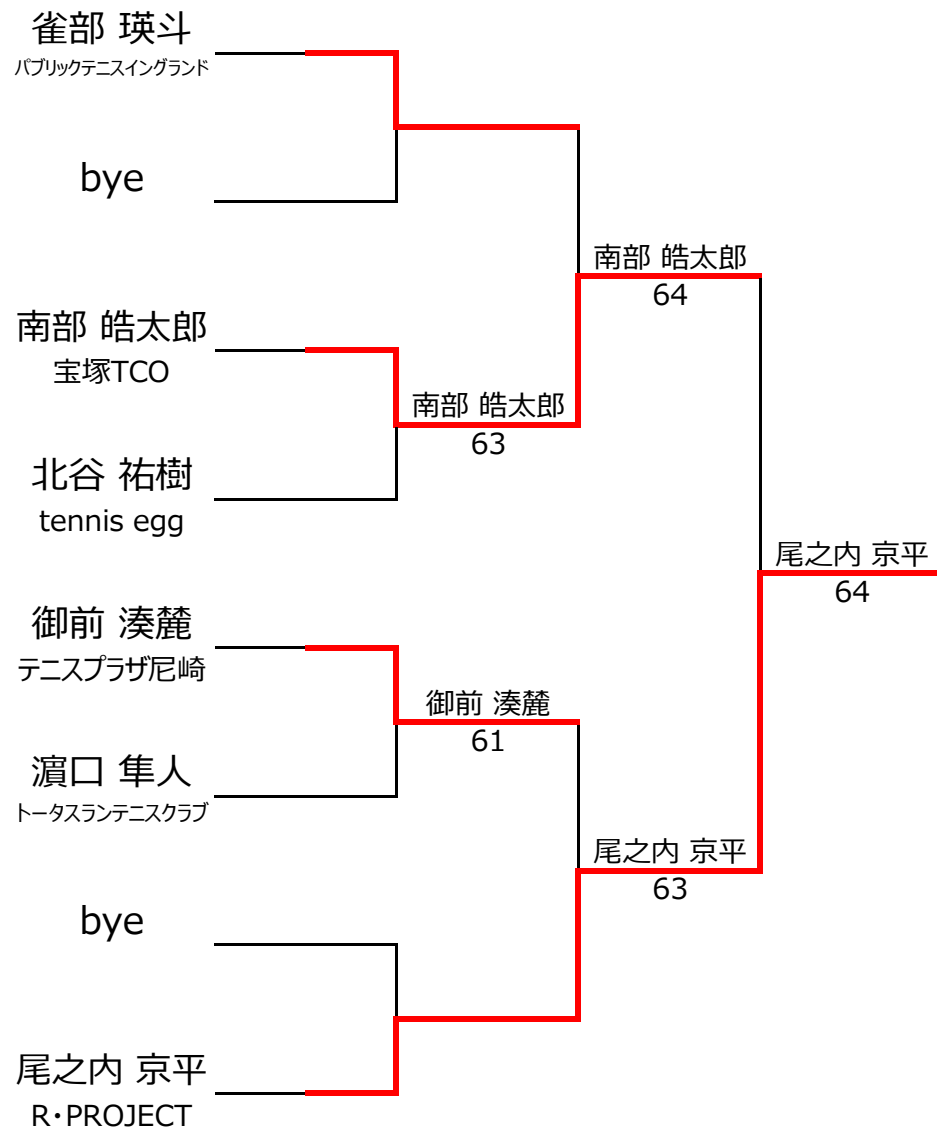 雀部 瑛斗
パブリックテニスイングランド
bye
南部 皓太郎
64
南部 皓太郎
宝塚TCO
南部 皓太郎
63
北谷 祐樹
tennis egg
尾之内 京平
64
御前 湊麓
テニスプラザ尼崎
御前 湊麓
61
濵口 隼人
トータスランテニスクラブ
尾之内 京平
63
bye
尾之内 京平
R・PROJECT